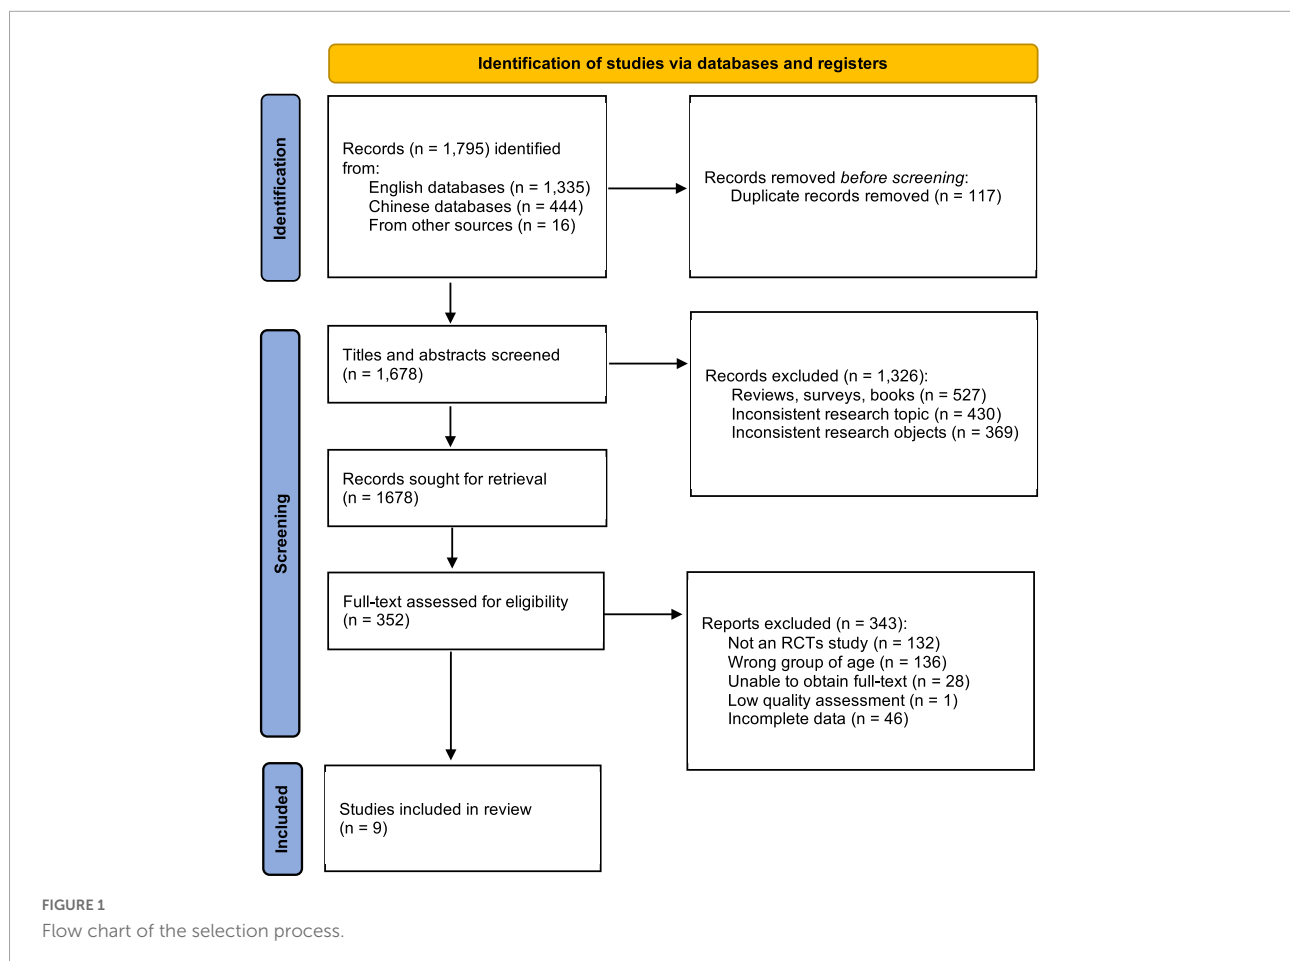 Identification of studies via databases and registers
Identification
Records (n = 1,795) identified
from:
English databases (n = 1,335)
Chinese databases (n = 444)
From other sources (n = 16)
Records removed before screening:
Duplicate records removed (n = 117)
Screening
Titles and abstracts screened
(n = 1,678)
Records excluded (n = 1,326):
Reviews, surveys, books (n = 527)
Inconsistent research topic (n = 430)
Inconsistent research objects (n = 369)
Records sought for retrieval
(n = 1678)
Full-text assessed for eligibility
(n = 352)
Reports excluded (n = 343):
Not an RCTs study (n = 132)
Wrong group of age (n = 136)
Unable to obtain full-text (n = 28)
Low quality assessment (n = 1)
Incomplete data (n = 46)
Included
Studies included in review
(n = 9)
FIGURE 1
Flow chart of the selection process.